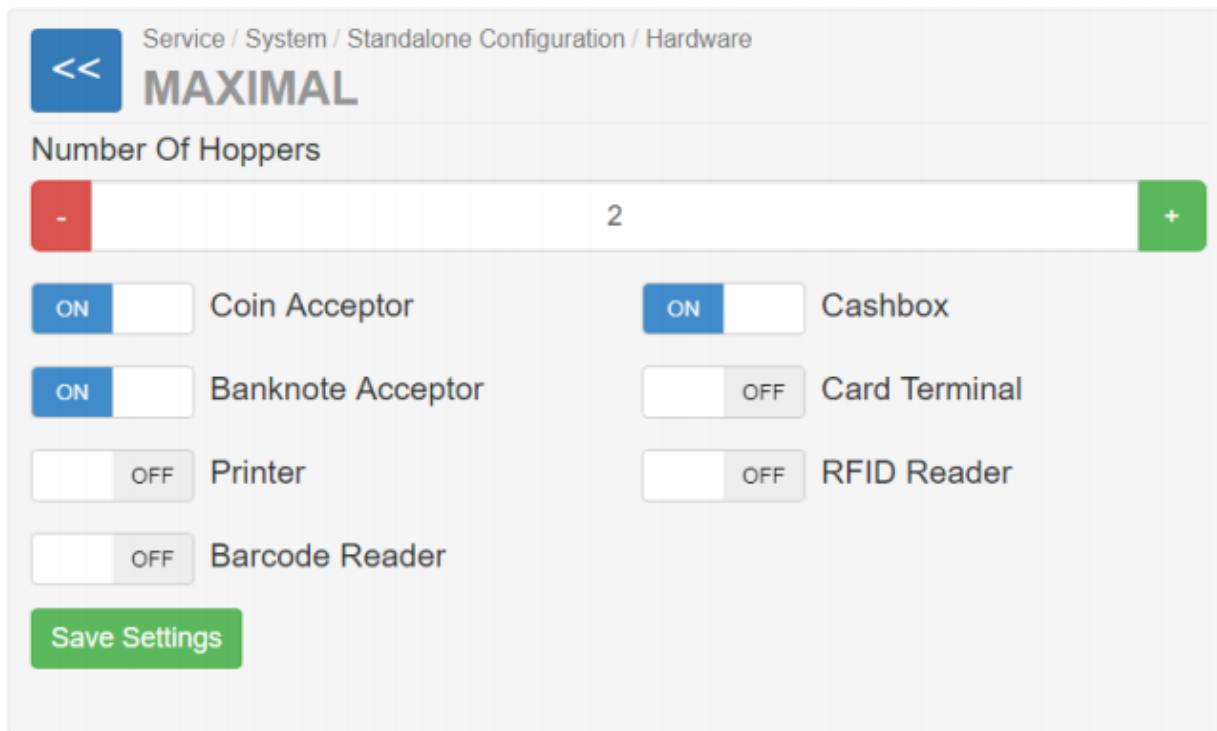 <<
Service / System / Standalone Configuration / Hardware
MAXIMAL
Number Of Hoppers
- 2 +
ON Coin Acceptor ON Cashbox
ON Banknote Acceptor OFF Card Terminal
OFF Printer OFF RFID Reader
OFF Barcode Reader
Save Settings